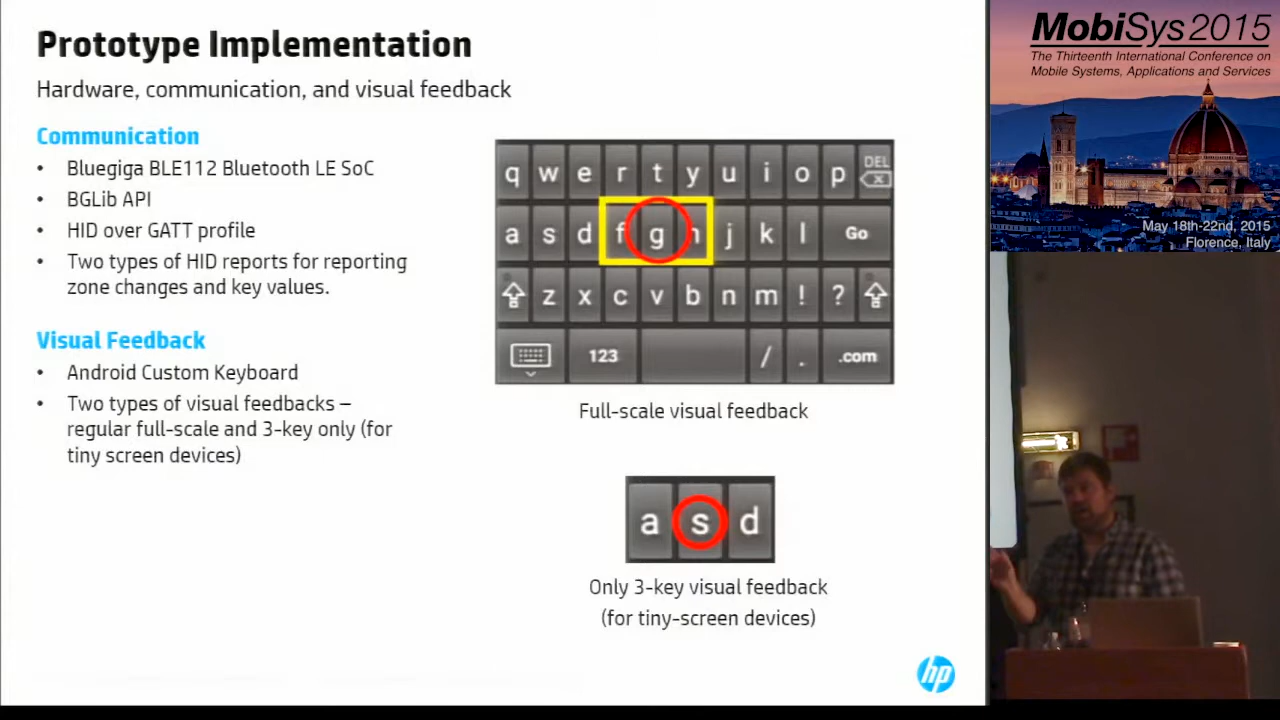 Prototype Implementation
Hardware, communication, and visual feedback
Communication
• Bluegiga BLE112 Bluetooth LE SoC
• BGLib API
• HID over GATT profile
• Two types of HID reports for reporting
zone changes and key values.
Visual Feedback
• Android Custom Keyboard
• Two types of visual feedbacks –
regular full-scale and 3-key only (for
tiny screen devices)
q w e r t y u i o p DEL
a s d f g h j k l Go
z x c v b n m ! ?
123 / . .com
Full-scale visual feedback
a s d
Only 3-key visual feedback
(for tiny-screen devices)
hp
MobiSys 2015
The Thirteenth International Conference on
Mobile Systems, Applications and Services
May 18th-22nd, 2015
Florence, Italy